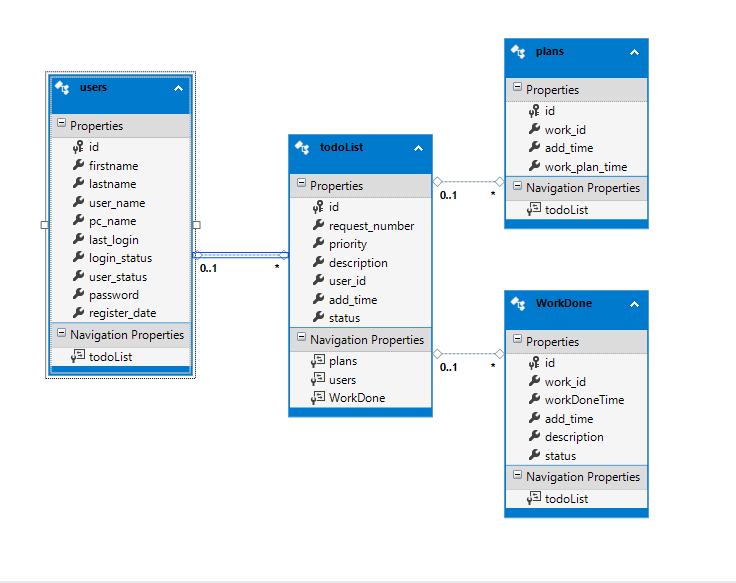 users
Properties
id
firstname
lastname
user_name
pc_name
last_login
login_status
user_status
password
register_date
Navigation Properties
todoList
0..1
*
todoList
Properties
id
request_number
priority
description
user_id
add_time
status
Navigation Properties
plans
users
WorkDone
0..1
*
0..1
*
plans
Properties
id
work_id
add_time
work_plan_time
Navigation Properties
todoList
WorkDone
Properties
id
work_id
workDoneTime
add_time
description
status
Navigation Properties
todoList